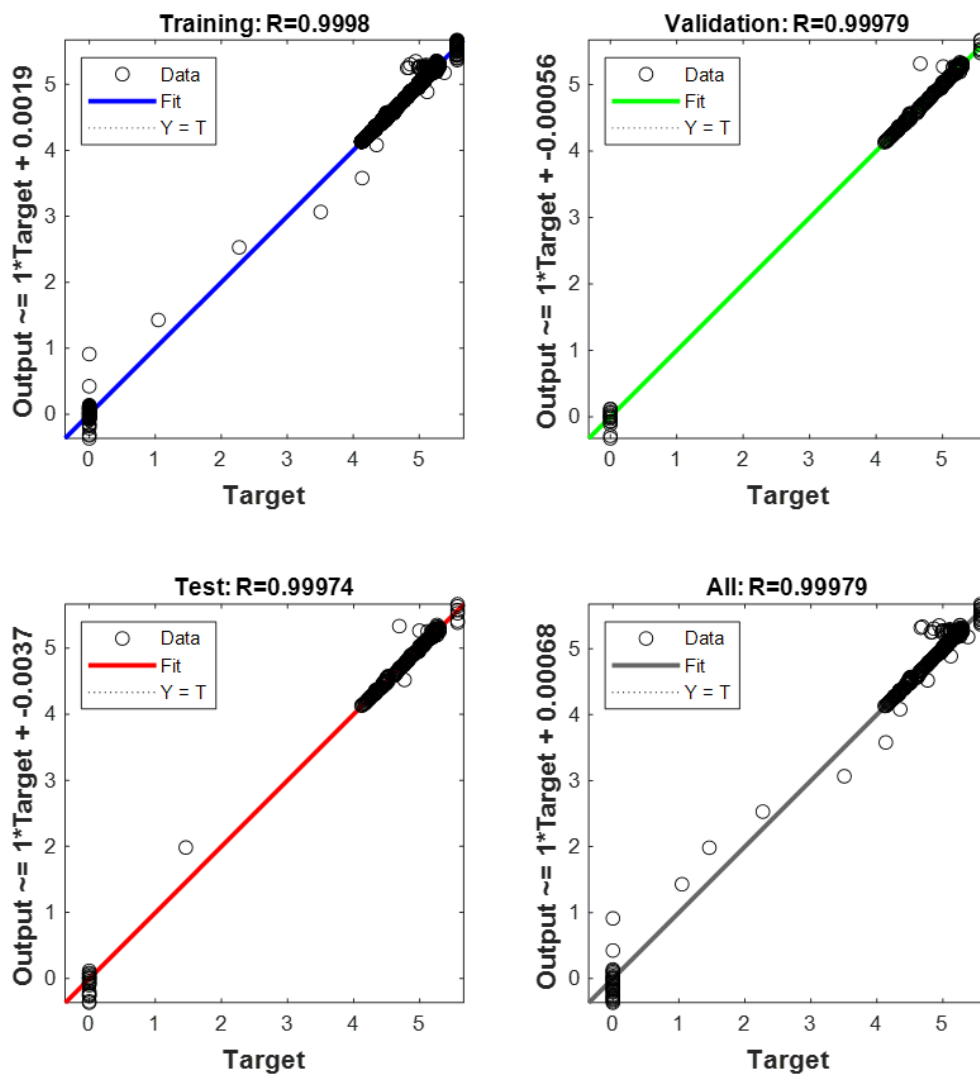 Training: R=0.9998
Output ~= 1*Target + 0.0019
Data
Fit
Y = T
5
4
3
2
1
0
0 1 2 3 4 5
Target
Validation: R=0.99979
Output ~= 1*Target + -0.00056
Data
Fit
Y = T
5
4
3
2
1
0
0 1 2 3 4 5
Target
Test: R=0.99974
Output ~= 1*Target + -0.0037
Data
Fit
Y = T
5
4
3
2
1
0
0 1 2 3 4 5
Target
All: R=0.99979
Output ~= 1*Target + 0.00068
Data
Fit
Y = T
5
4
3
2
1
0
0 1 2 3 4 5
Target